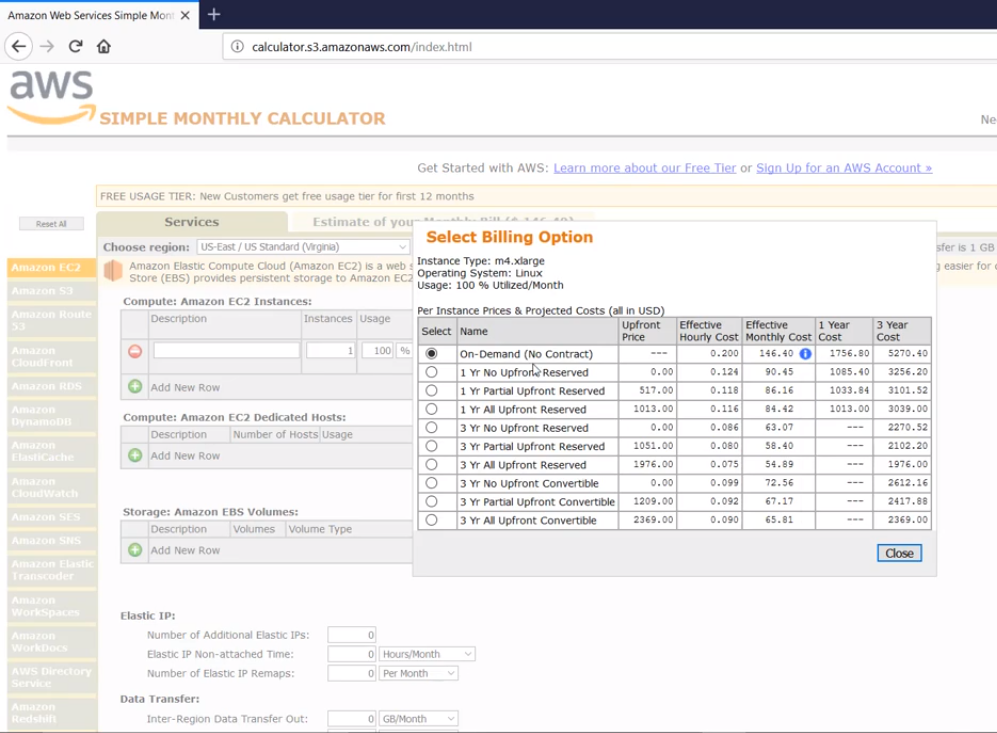 Amazon Web Services Simple Mon
calculator.s3.amazonaws.com/index.html
aws
SIMPLE MONTHLY CALCULATOR
Get Started with AWS: Learn more about our Free Tier or Sign Up for an AWS Account »
FREE USAGE TIER: New Customers get free usage tier for first 12 months
Reset All
Services
Estimate of your Monthly Bill ($ 146.40)
Choose region: US-East / US Standard (Virginia)
sfer is 1 GB
Amazon Elastic Compute Cloud (Amazon EC2) is a web s
g easier for
Store (EBS) provides persistent storage to Amazon EC2
Amazon EC2
Amazon S3
Amazon Route
53
Amazon
CloudFront
Amazon RDS
Amazon
DynamoDB
Amazon
ElastiCache
Amazon
CloudWatch
Amazon SES
Amazon SNS
Amazon Elastic
Transcoder
Amazon
WorkSpaces
Amazon
WorkDocs
AWS Directory
Service
Amazon
Redshift
Compute: Amazon EC2 Instances:
Description Instances Usage
1 100 %
Add New Row
Compute: Amazon EC2 Dedicated Hosts:
Description Number of Hosts Usage
Add New Row
Storage: Amazon EBS Volumes:
Description Volumes Volume Type
Add New Row
Elastic IP:
Number of Additional Elastic IPs: 0
Elastic IP Non-attached Time: 0 Hours/Month
Number of Elastic IP Remaps: 0 Per Month
Data Transfer:
Inter-Region Data Transfer Out: 0 GB/Month
Select Billing Option
Instance Type: m4.xlarge
Operating System: Linux
Usage: 100 % Utilized/Month
Per Instance Prices & Projected Costs (all in USD)
Select Name Upfront Price Effective Hourly Cost Effective Monthly Cost 1 Year Cost 3 Year Cost
On-Demand (No Contract) --- 0.200 146.40 1756.80 5270.40
1 Yr No Upfront Reserved 0.00 0.124 90.45 1085.40 3256.20
1 Yr Partial Upfront Reserved 517.00 0.118 86.16 1033.84 3101.52
1 Yr All Upfront Reserved 1013.00 0.116 84.42 1013.00 3039.00
3 Yr No Upfront Reserved 0.00 0.086 63.07 --- 2270.52
3 Yr Partial Upfront Reserved 1051.00 0.080 58.40 --- 2102.20
3 Yr All Upfront Reserved 1976.00 0.075 54.89 --- 1976.00
3 Yr No Upfront Convertible 0.00 0.099 72.56 --- 2612.16
3 Yr Partial Upfront Convertible 1209.00 0.092 67.17 --- 2417.88
3 Yr All Upfront Convertible 2369.00 0.090 65.81 --- 2369.00
Close